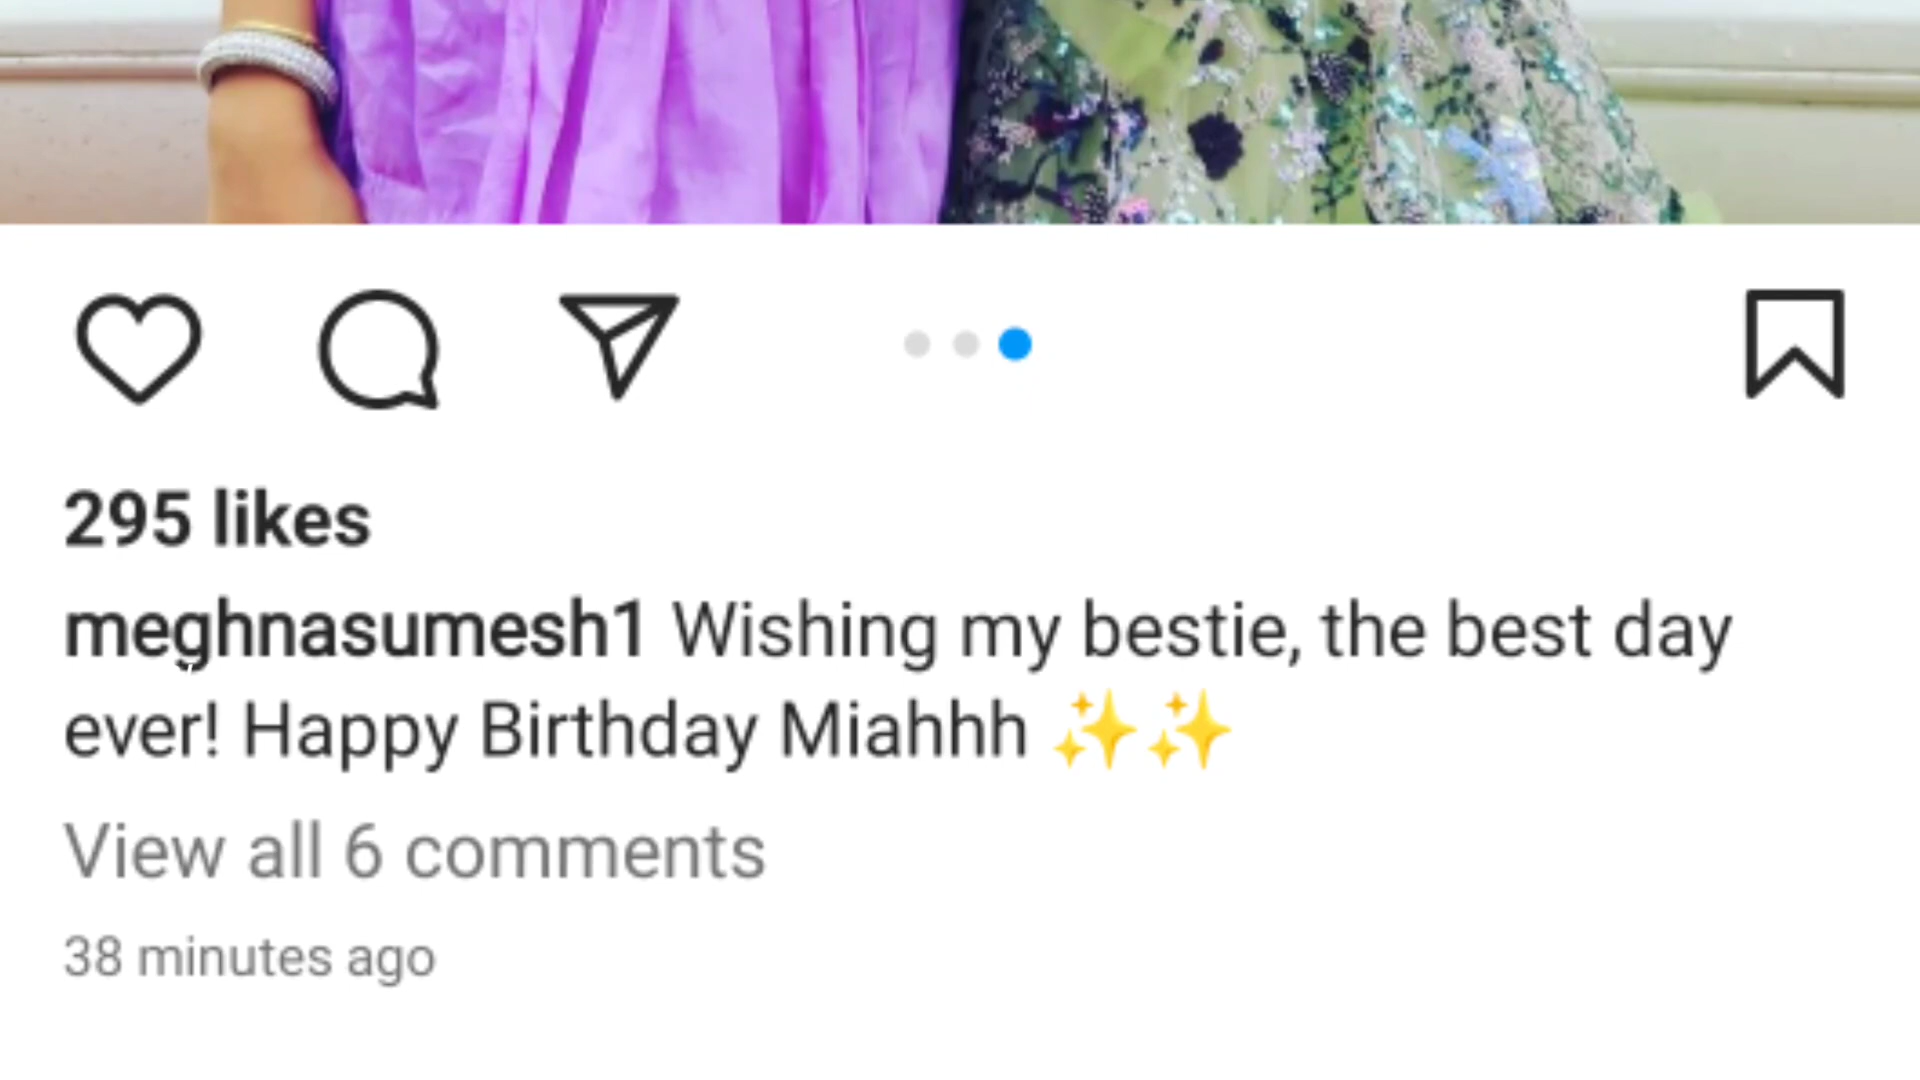 295 likes
meghnasumesh1 Wishing my bestie, the best day
ever! Happy Birthday Miahhh ✨✨
View all 6 comments
38 minutes ago